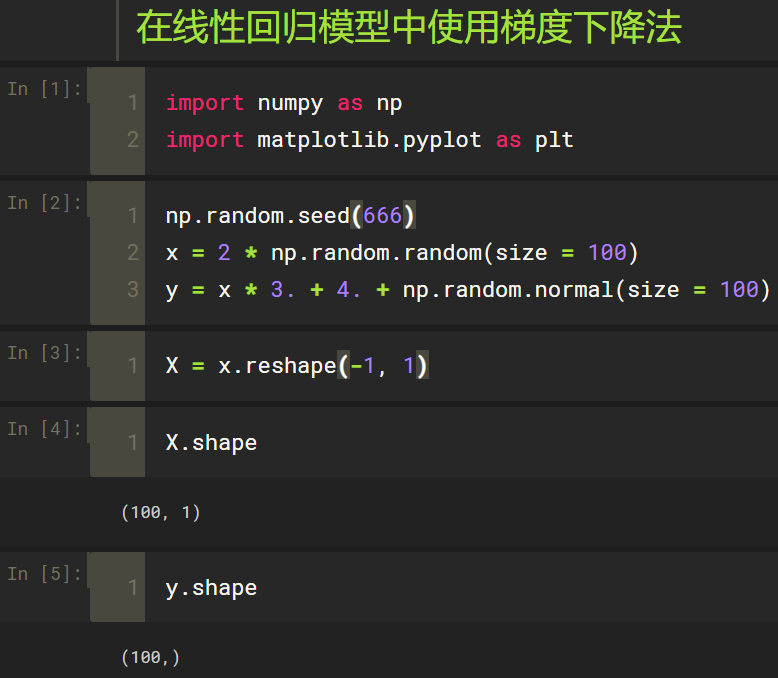 在线性回归模型中使用梯度下降法
In [1]:
1 import numpy as np
2 import matplotlib.pyplot as plt
In [2]:
1 np.random.seed(666)
2 x = 2 * np.random.random(size = 100)
3 y = x * 3. + 4. + np.random.normal(size = 100)
In [3]:
1 X = x.reshape(-1, 1)
In [4]:
1 X.shape
(100, 1)
In [5]:
1 y.shape
(100,)